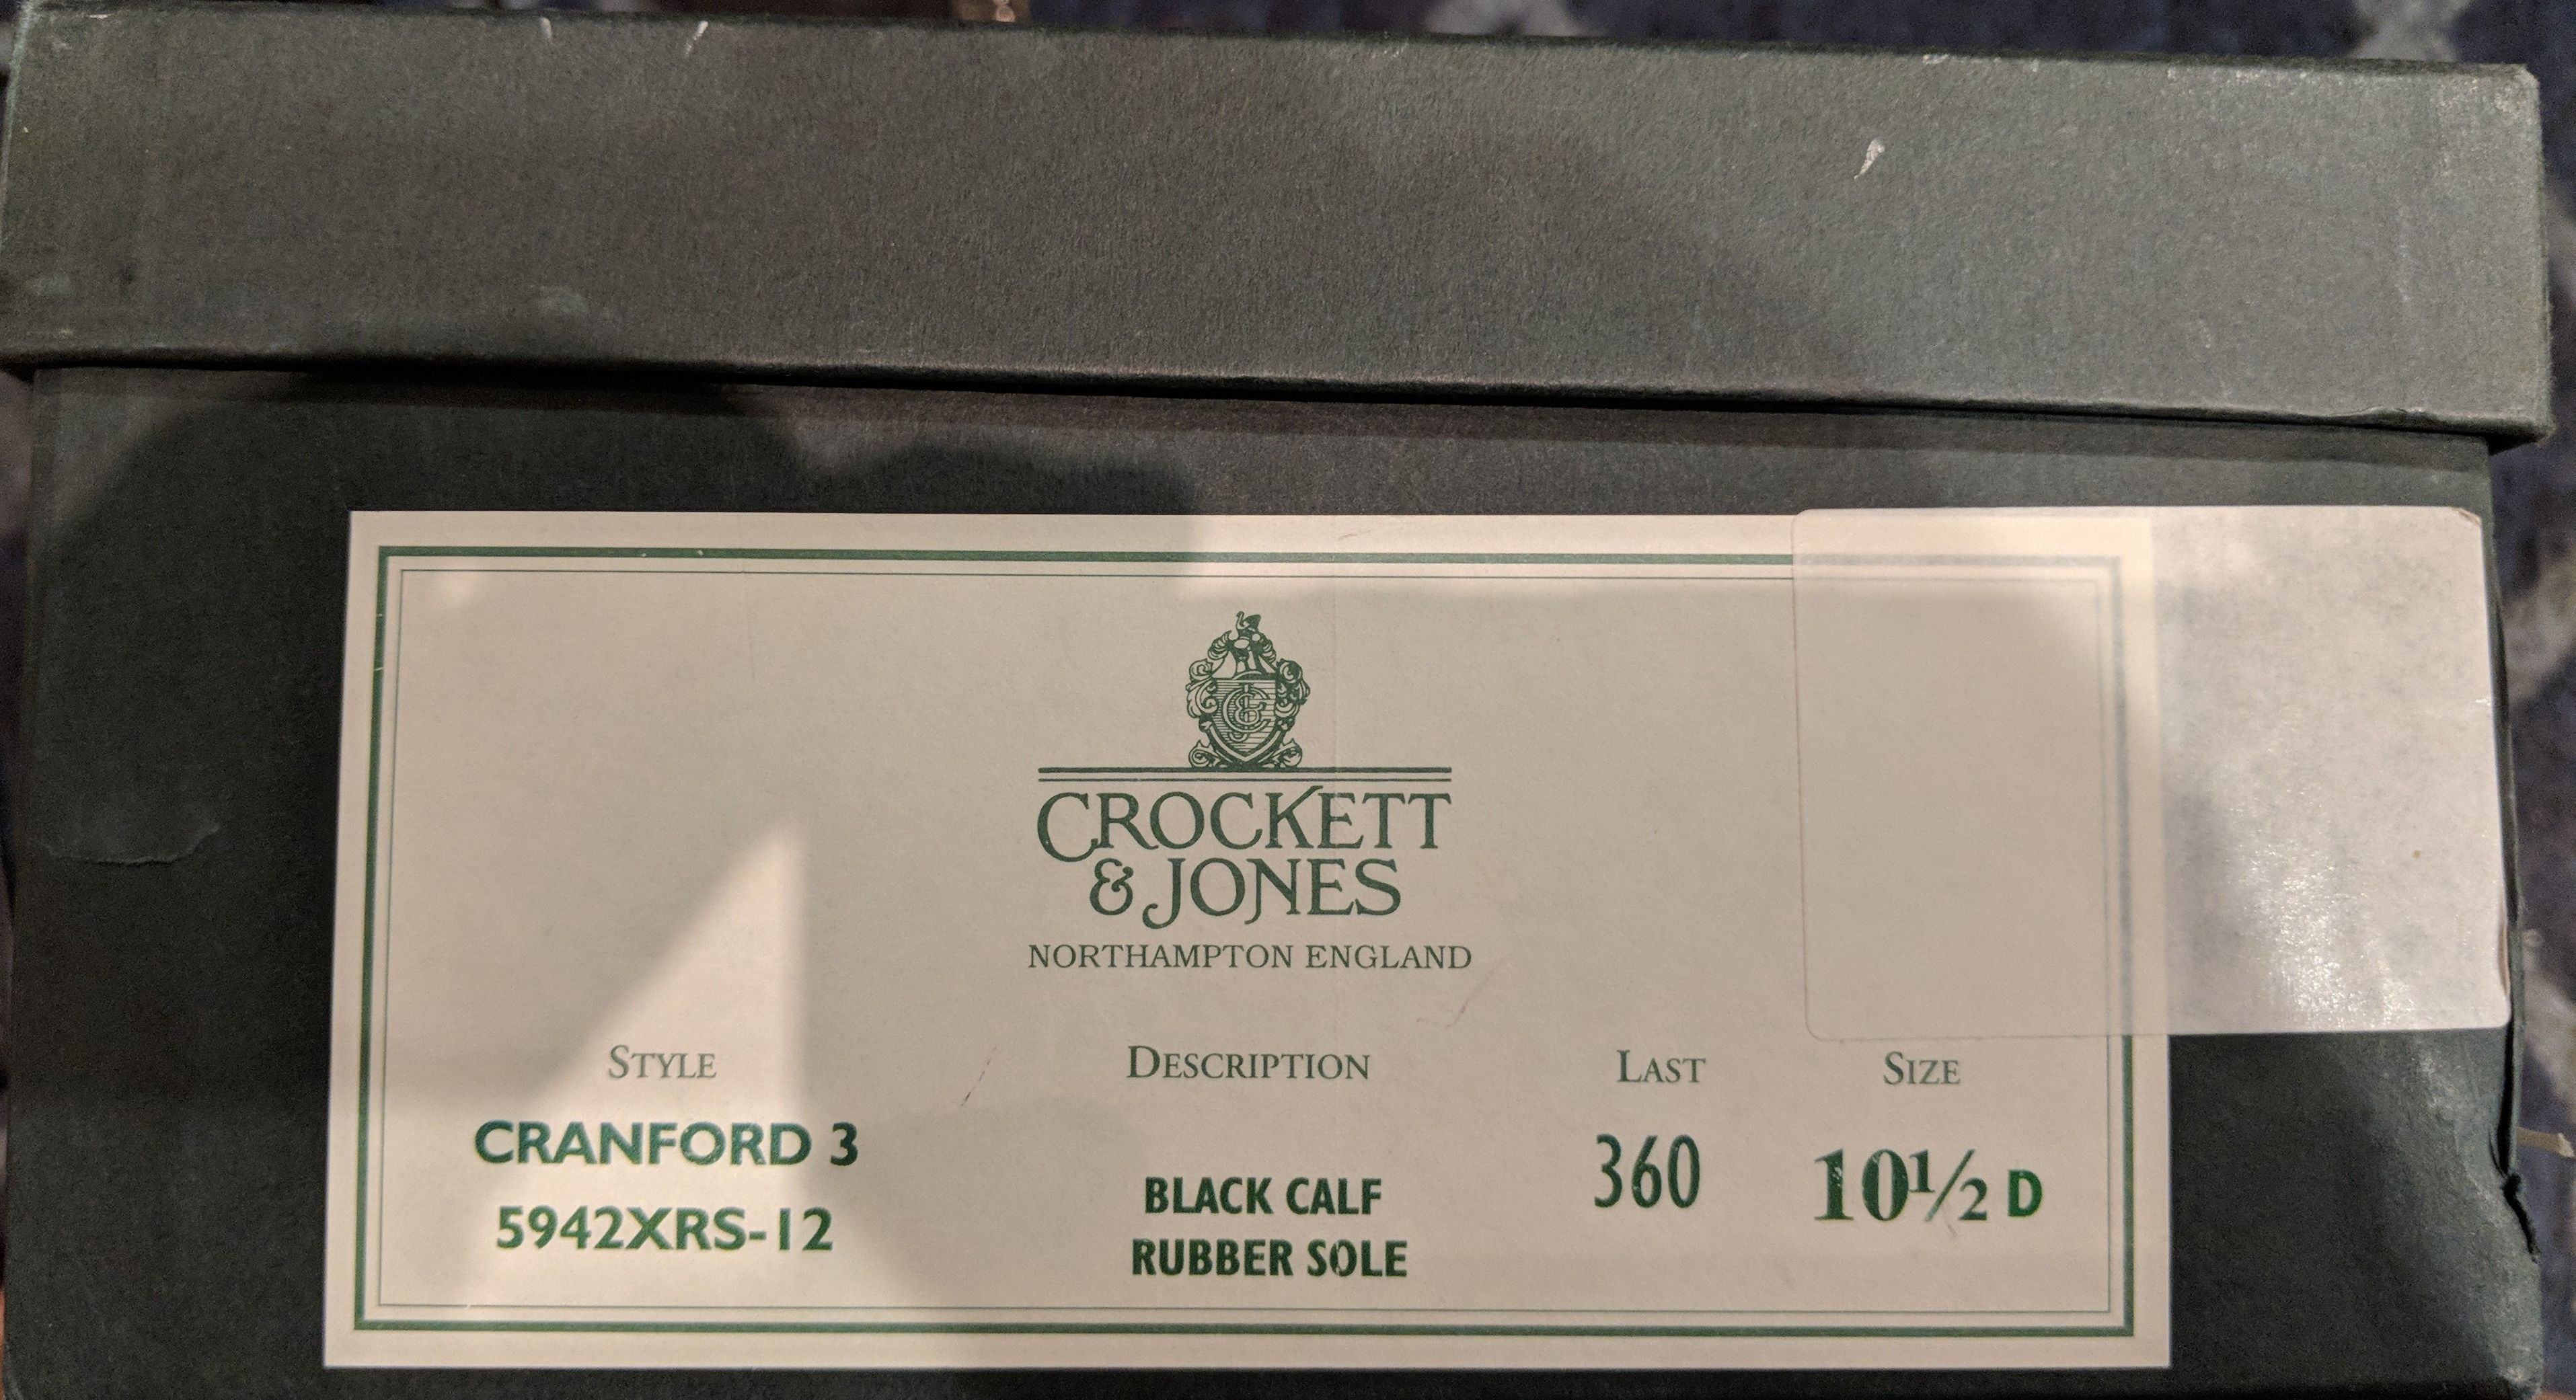 CROCKETT
& JONES
NORTHAMPTON ENGLAND
STYLE DESCRIPTION LAST SIZE
CRANFORD 3
5942XRS-12
BLACK CALF
RUBBER SOLE
360
10½ D